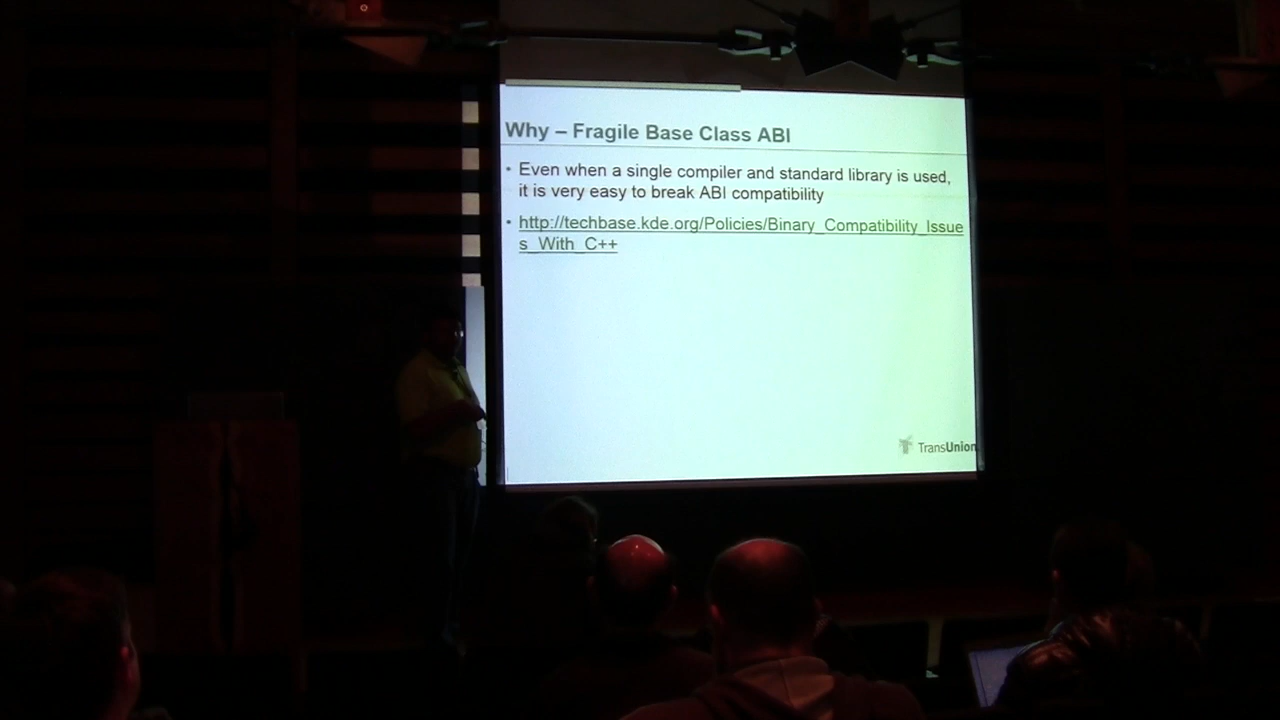 Why – Fragile Base Class ABI
• Even when a single compiler and standard library is used,
it is very easy to break ABI compatibility
• http://techbase.kde.org/Policies/Binary_Compatibility_Issue
s_With_C++
TransUnion